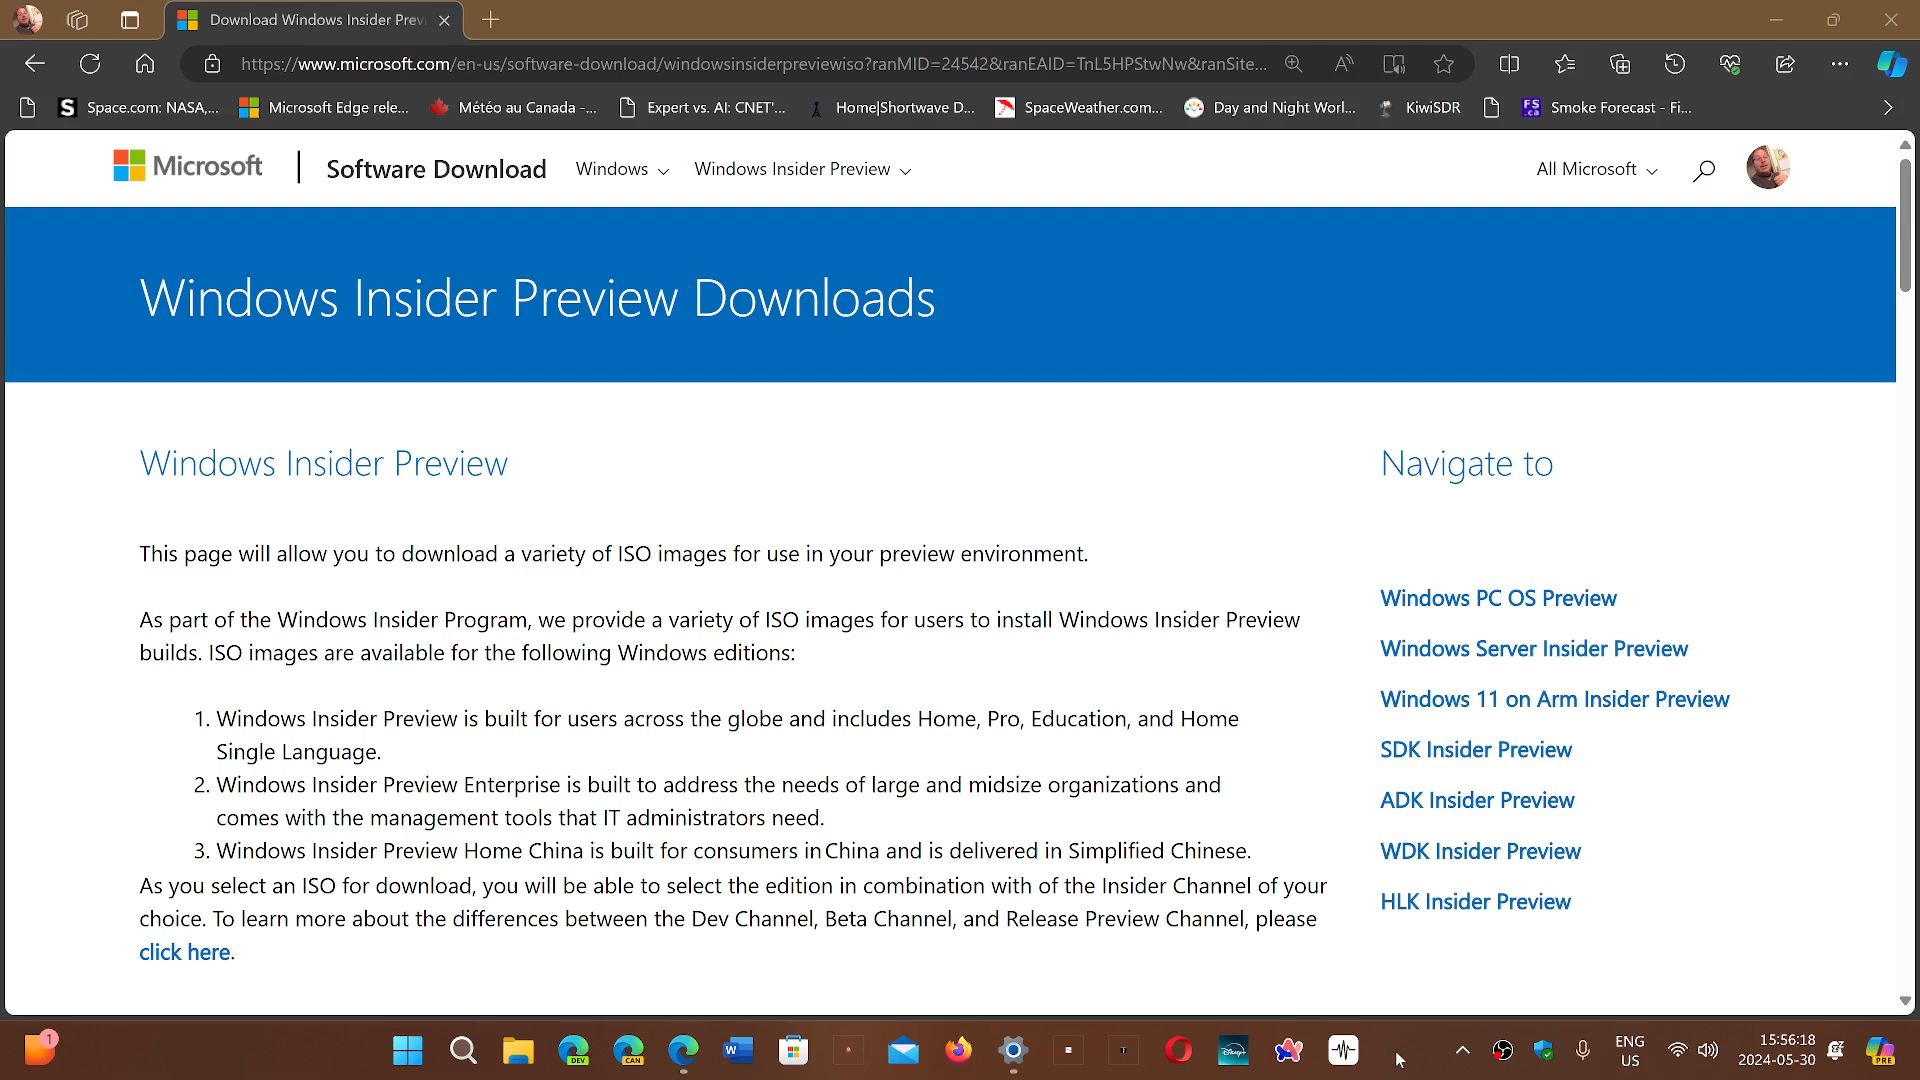 Download Windows Insider Prev
https://www.microsoft.com/en-us/software-download/windowsinsiderpreviewiso?ranMID=24542&ranEAID=TnL5HPStwNw&ranSite...
Space.com: NASA,...
Microsoft Edge rele...
Météo au Canada -...
Expert vs. AI: CNET'...
Home|Shortwave D...
SpaceWeather.com...
Day and Night Worl...
KiwiSDR
FS.ca
Smoke Forecast - Fi...
Microsoft
Software Download
Windows
Windows Insider Preview
All Microsoft
Windows Insider Preview Downloads
Windows Insider Preview
This page will allow you to download a variety of ISO images for use in your preview environment.
As part of the Windows Insider Program, we provide a variety of ISO images for users to install Windows Insider Preview
builds. ISO images are available for the following Windows editions:
1. Windows Insider Preview is built for users across the globe and includes Home, Pro, Education, and Home
Single Language.
2. Windows Insider Preview Enterprise is built to address the needs of large and midsize organizations and
comes with the management tools that IT administrators need.
3. Windows Insider Preview Home China is built for consumers in China and is delivered in Simplified Chinese.
As you select an ISO for download, you will be able to select the edition in combination with of the Insider Channel of your
choice. To learn more about the differences between the Dev Channel, Beta Channel, and Release Preview Channel, please
click here.
Navigate to
Windows PC OS Preview
Windows Server Insider Preview
Windows 11 on Arm Insider Preview
SDK Insider Preview
ADK Insider Preview
WDK Insider Preview
HLK Insider Preview
1
DEV
CAN
W
Disney+
ENG
US
15:56:18
2024-05-30
PRE